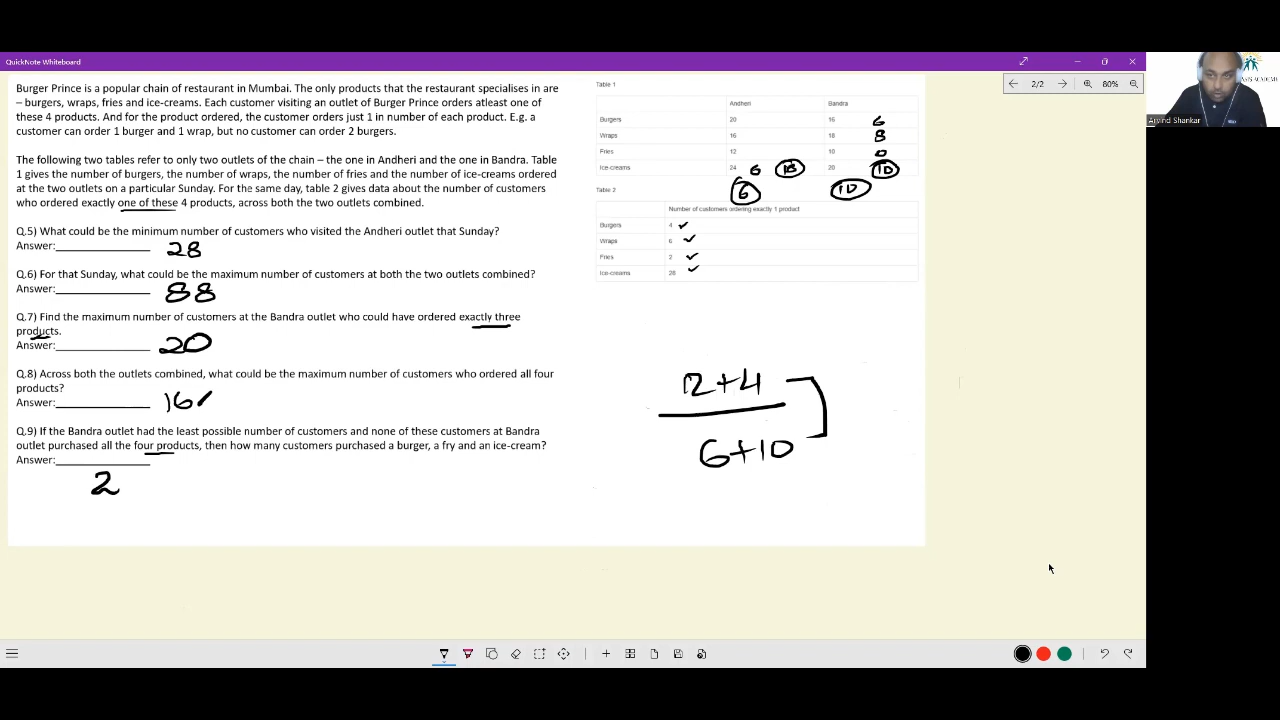 QuickNote Whiteboard
Burger Prince is a popular chain of restaurant in Mumbai. The only products that the restaurant specialises in are
– burgers, wraps, fries and ice-creams. Each customer visiting an outlet of Burger Prince orders atleast one of
these 4 products. And for the product ordered, the customer orders just 1 in number of each product. E.g. a
customer can order 1 burger and 1 wrap, but no customer can order 2 burgers.
The following two tables refer to only two outlets of the chain – the one in Andheri and the one in Bandra. Table
1 gives the number of burgers, the number of wraps, the number of fries and the number of ice-creams ordered
at the two outlets on a particular Sunday. For the same day, table 2 gives data about the number of customers
who ordered exactly one of these 4 products, across both the two outlets combined.
Q.5) What could be the minimum number of customers who visited the Andheri outlet that Sunday?
Answer:_______________ 28
Q.6) For that Sunday, what could be the maximum number of customers at both the two outlets combined?
Answer:_______________ 88
Q.7) Find the maximum number of customers at the Bandra outlet who could have ordered exactly three
products.
Answer:_______________ 20
Q.8) Across both the outlets combined, what could be the maximum number of customers who ordered all four
products?
Answer:_______________ 16
Q.9) If the Bandra outlet had the least possible number of customers and none of these customers at Bandra
outlet purchased all the four products, then how many customers purchased a burger, a fry and an ice-cream?
Answer:_______________
2
Table 1
Andheri Bandra
Burgers 20 16 6
Wraps 16 18 8
Fries 12 10 0
Ice-creams 24 6 18 20 10
6 10
Table 2
Number of customers ordering exactly 1 product
Burgers 4 ✓
Wraps 6 ✓
Fries 2 ✓
Ice-creams 28 ✓
12+4
6+10
2/2
80%
Arvind Shankar